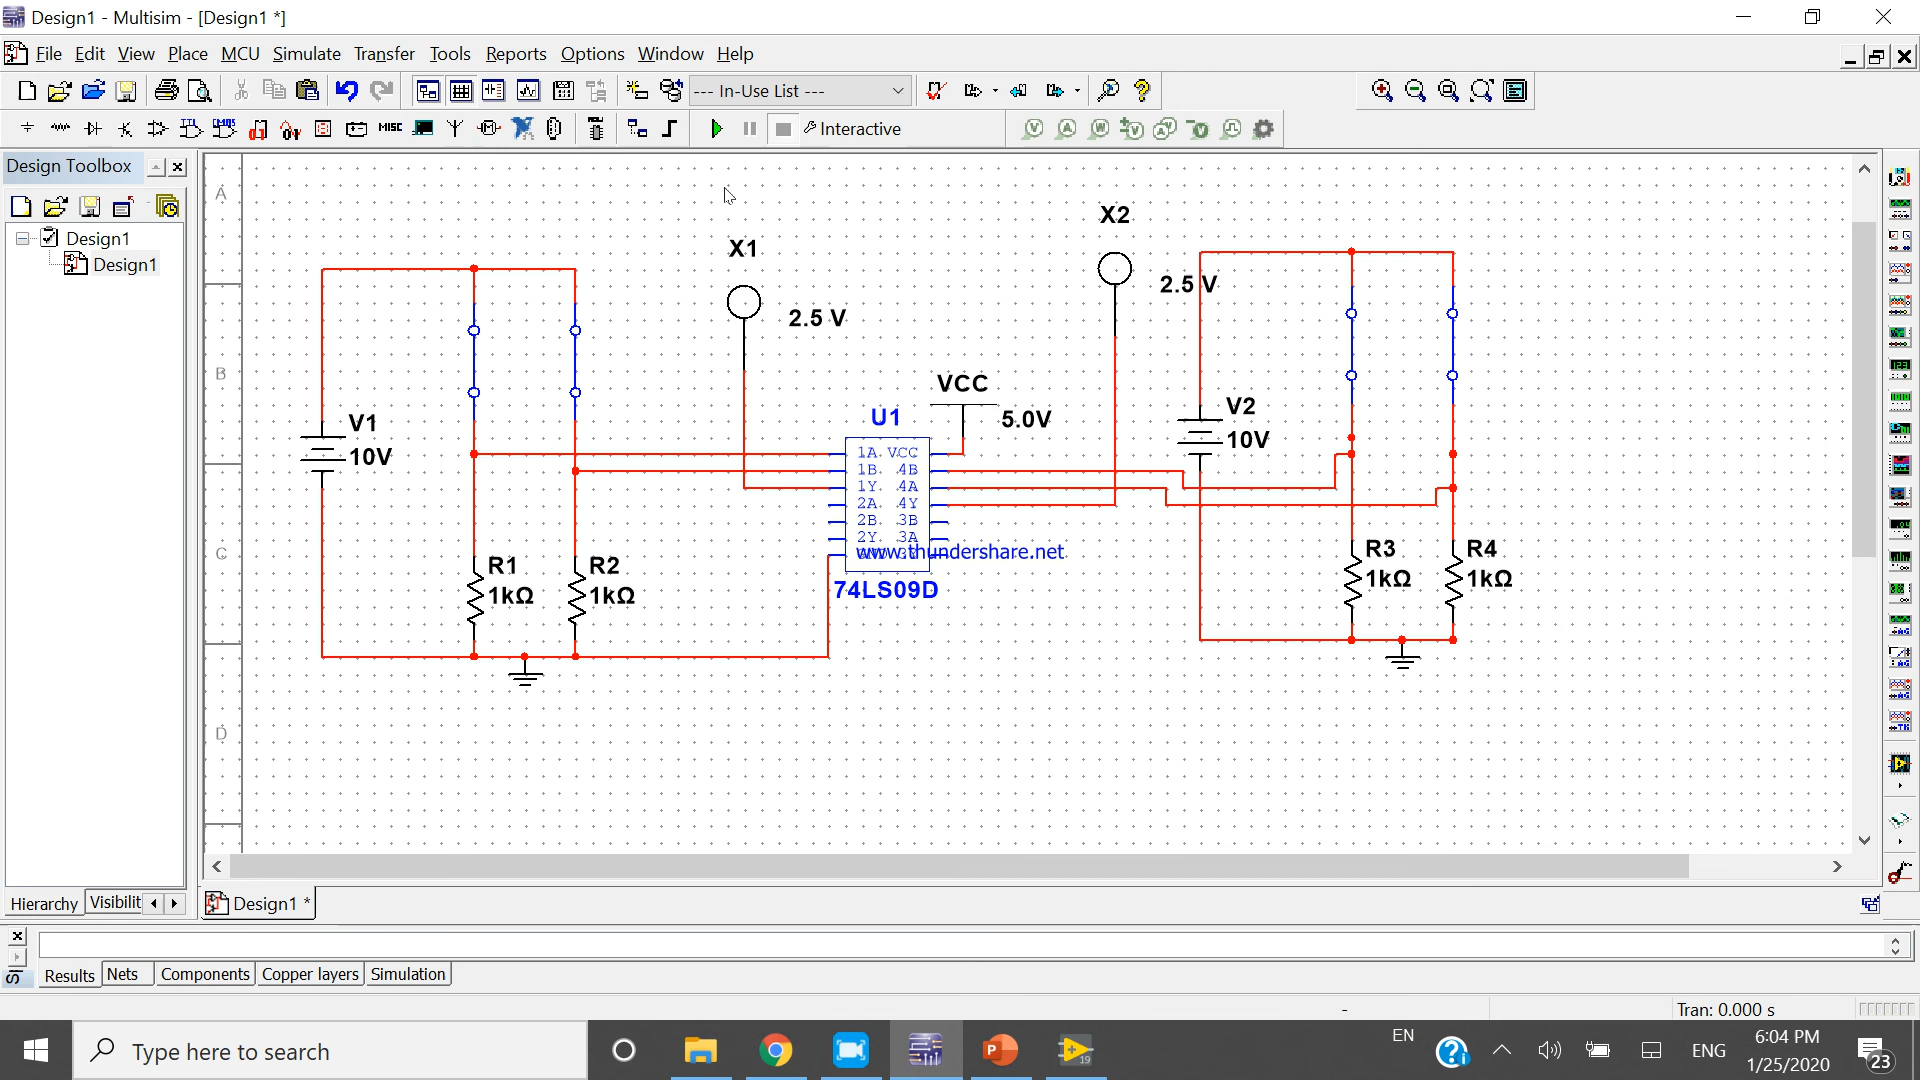 Design1 - Multisim - [Design1 *]
File Edit View Place MCU Simulate Transfer Tools Reports Options Window Help
--- In-Use List ---
MISC
Interactive
Design Toolbox
Design1
Design1
A
B
C
D
X1
2.5 V
X2
2.5 V
V1
10V
VCC
5.0V
U1
V2
10V
1A VCC
1B 4B
1Y 4A
2A 4Y
2B 3B
2Y 3A
www.thundershare.net
74LS09D
R1
1kΩ
R2
1kΩ
R3
1kΩ
R4
1kΩ
Hierarchy Visibilit
Design1 *
Results Nets Components Copper layers Simulation
-
Tran: 0.000 s
Type here to search
EN
ENG
6:04 PM
1/25/2020
23